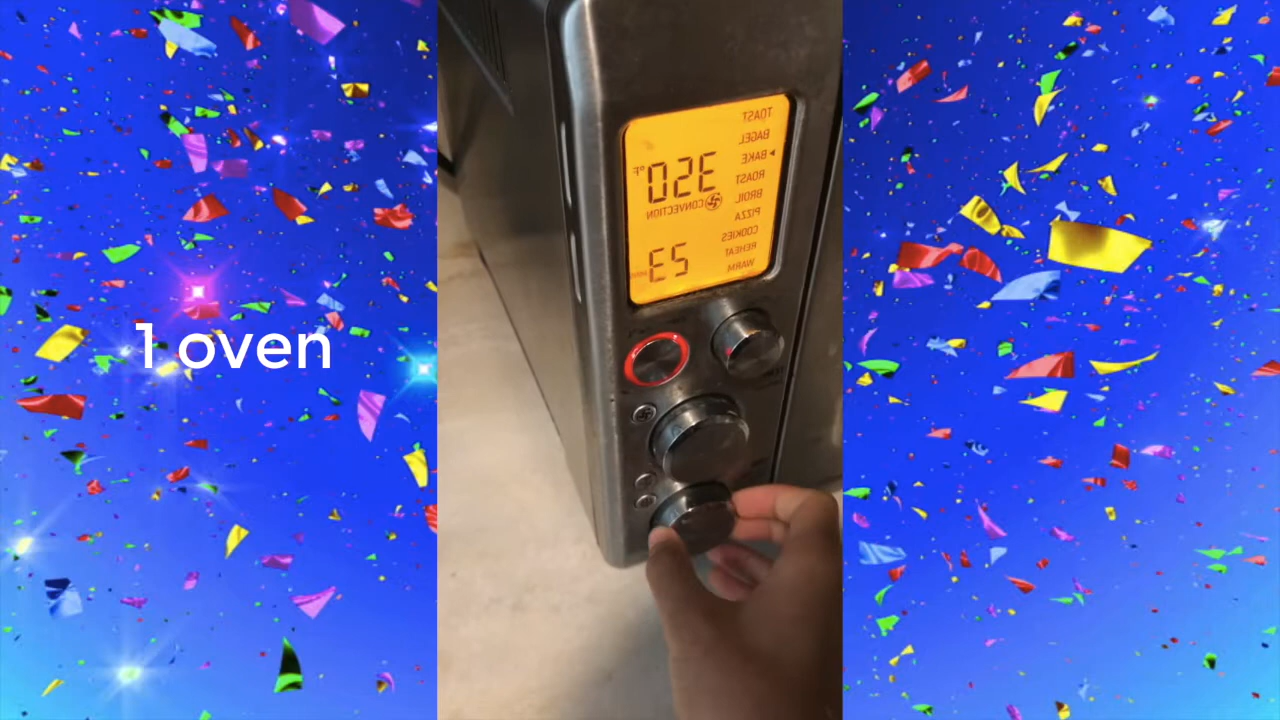 1 oven
TOAST
BAGEL
BAKE
ROAST
BROIL
PIZZA
COOKIES
REHEAT
WARM
350 °F
CONVECTION
23